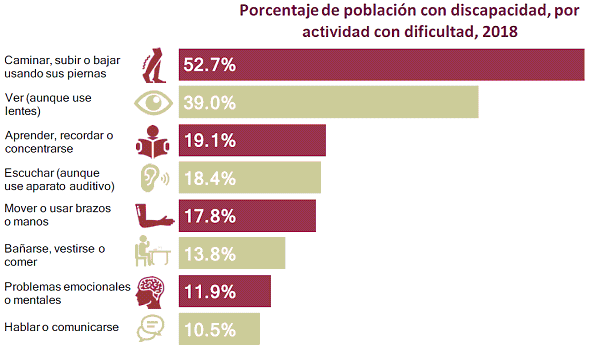 Porcentaje de población con discapacidad, por
actividad con dificultad, 2018
Caminar, subir o bajar
usando sus piernas
52.7%
Ver (aunque use
lentes)
39.0%
Aprender, recordar o
concentrarse
19.1%
Escuchar (aunque
use aparato auditivo)
18.4%
Mover o usar brazos
o manos
17.8%
Bañarse, vestirse o
comer
13.8%
Problemas emocionales
o mentales
11.9%
Hablar o comunicarse
10.5%